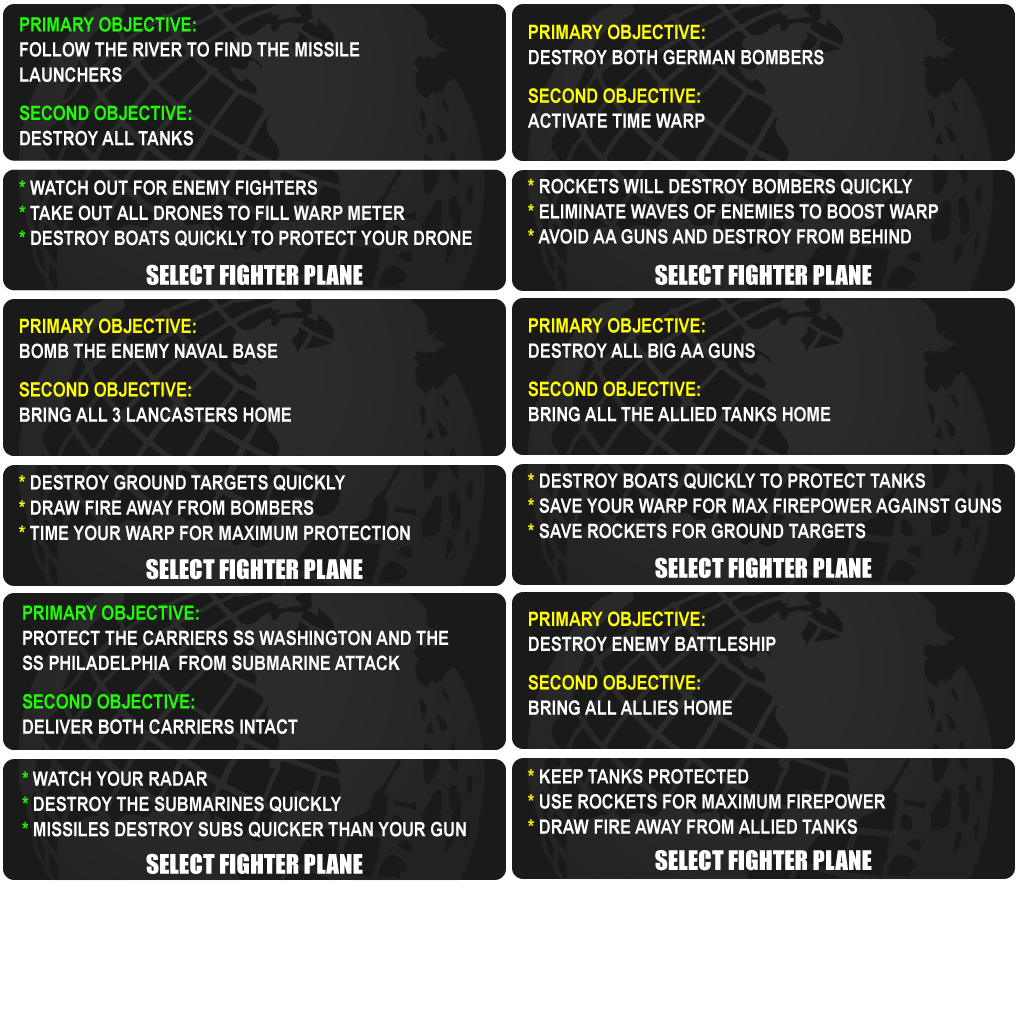 PRIMARY OBJECTIVE:
FOLLOW THE RIVER TO FIND THE MISSILE
LAUNCHERS
SECOND OBJECTIVE:
DESTROY ALL TANKS
* WATCH OUT FOR ENEMY FIGHTERS
* TAKE OUT ALL DRONES TO FILL WARP METER
* DESTROY BOATS QUICKLY TO PROTECT YOUR DRONE
SELECT FIGHTER PLANE
PRIMARY OBJECTIVE:
DESTROY BOTH GERMAN BOMBERS
SECOND OBJECTIVE:
ACTIVATE TIME WARP
* ROCKETS WILL DESTROY BOMBERS QUICKLY
* ELIMINATE WAVES OF ENEMIES TO BOOST WARP
* AVOID AA GUNS AND DESTROY FROM BEHIND
SELECT FIGHTER PLANE
PRIMARY OBJECTIVE:
BOMB THE ENEMY NAVAL BASE
SECOND OBJECTIVE:
BRING ALL 3 LANCASTERS HOME
* DESTROY GROUND TARGETS QUICKLY
* DRAW FIRE AWAY FROM BOMBERS
* TIME YOUR WARP FOR MAXIMUM PROTECTION
SELECT FIGHTER PLANE
PRIMARY OBJECTIVE:
DESTROY ALL BIG AA GUNS
SECOND OBJECTIVE:
BRING ALL THE ALLIED TANKS HOME
* DESTROY BOATS QUICKLY TO PROTECT TANKS
* SAVE YOUR WARP FOR MAX FIREPOWER AGAINST GUNS
* SAVE ROCKETS FOR GROUND TARGETS
SELECT FIGHTER PLANE
PRIMARY OBJECTIVE:
PROTECT THE CARRIERS SS WASHINGTON AND THE
SS PHILADELPHIA  FROM SUBMARINE ATTACK
SECOND OBJECTIVE:
DELIVER BOTH CARRIERS INTACT
* WATCH YOUR RADAR
* DESTROY THE SUBMARINES QUICKLY
* MISSILES DESTROY SUBS QUICKER THAN YOUR GUN
SELECT FIGHTER PLANE
PRIMARY OBJECTIVE:
DESTROY ENEMY BATTLESHIP
SECOND OBJECTIVE:
BRING ALL ALLIES HOME
* KEEP TANKS PROTECTED
* USE ROCKETS FOR MAXIMUM FIREPOWER
* DRAW FIRE AWAY FROM ALLIED TANKS
SELECT FIGHTER PLANE